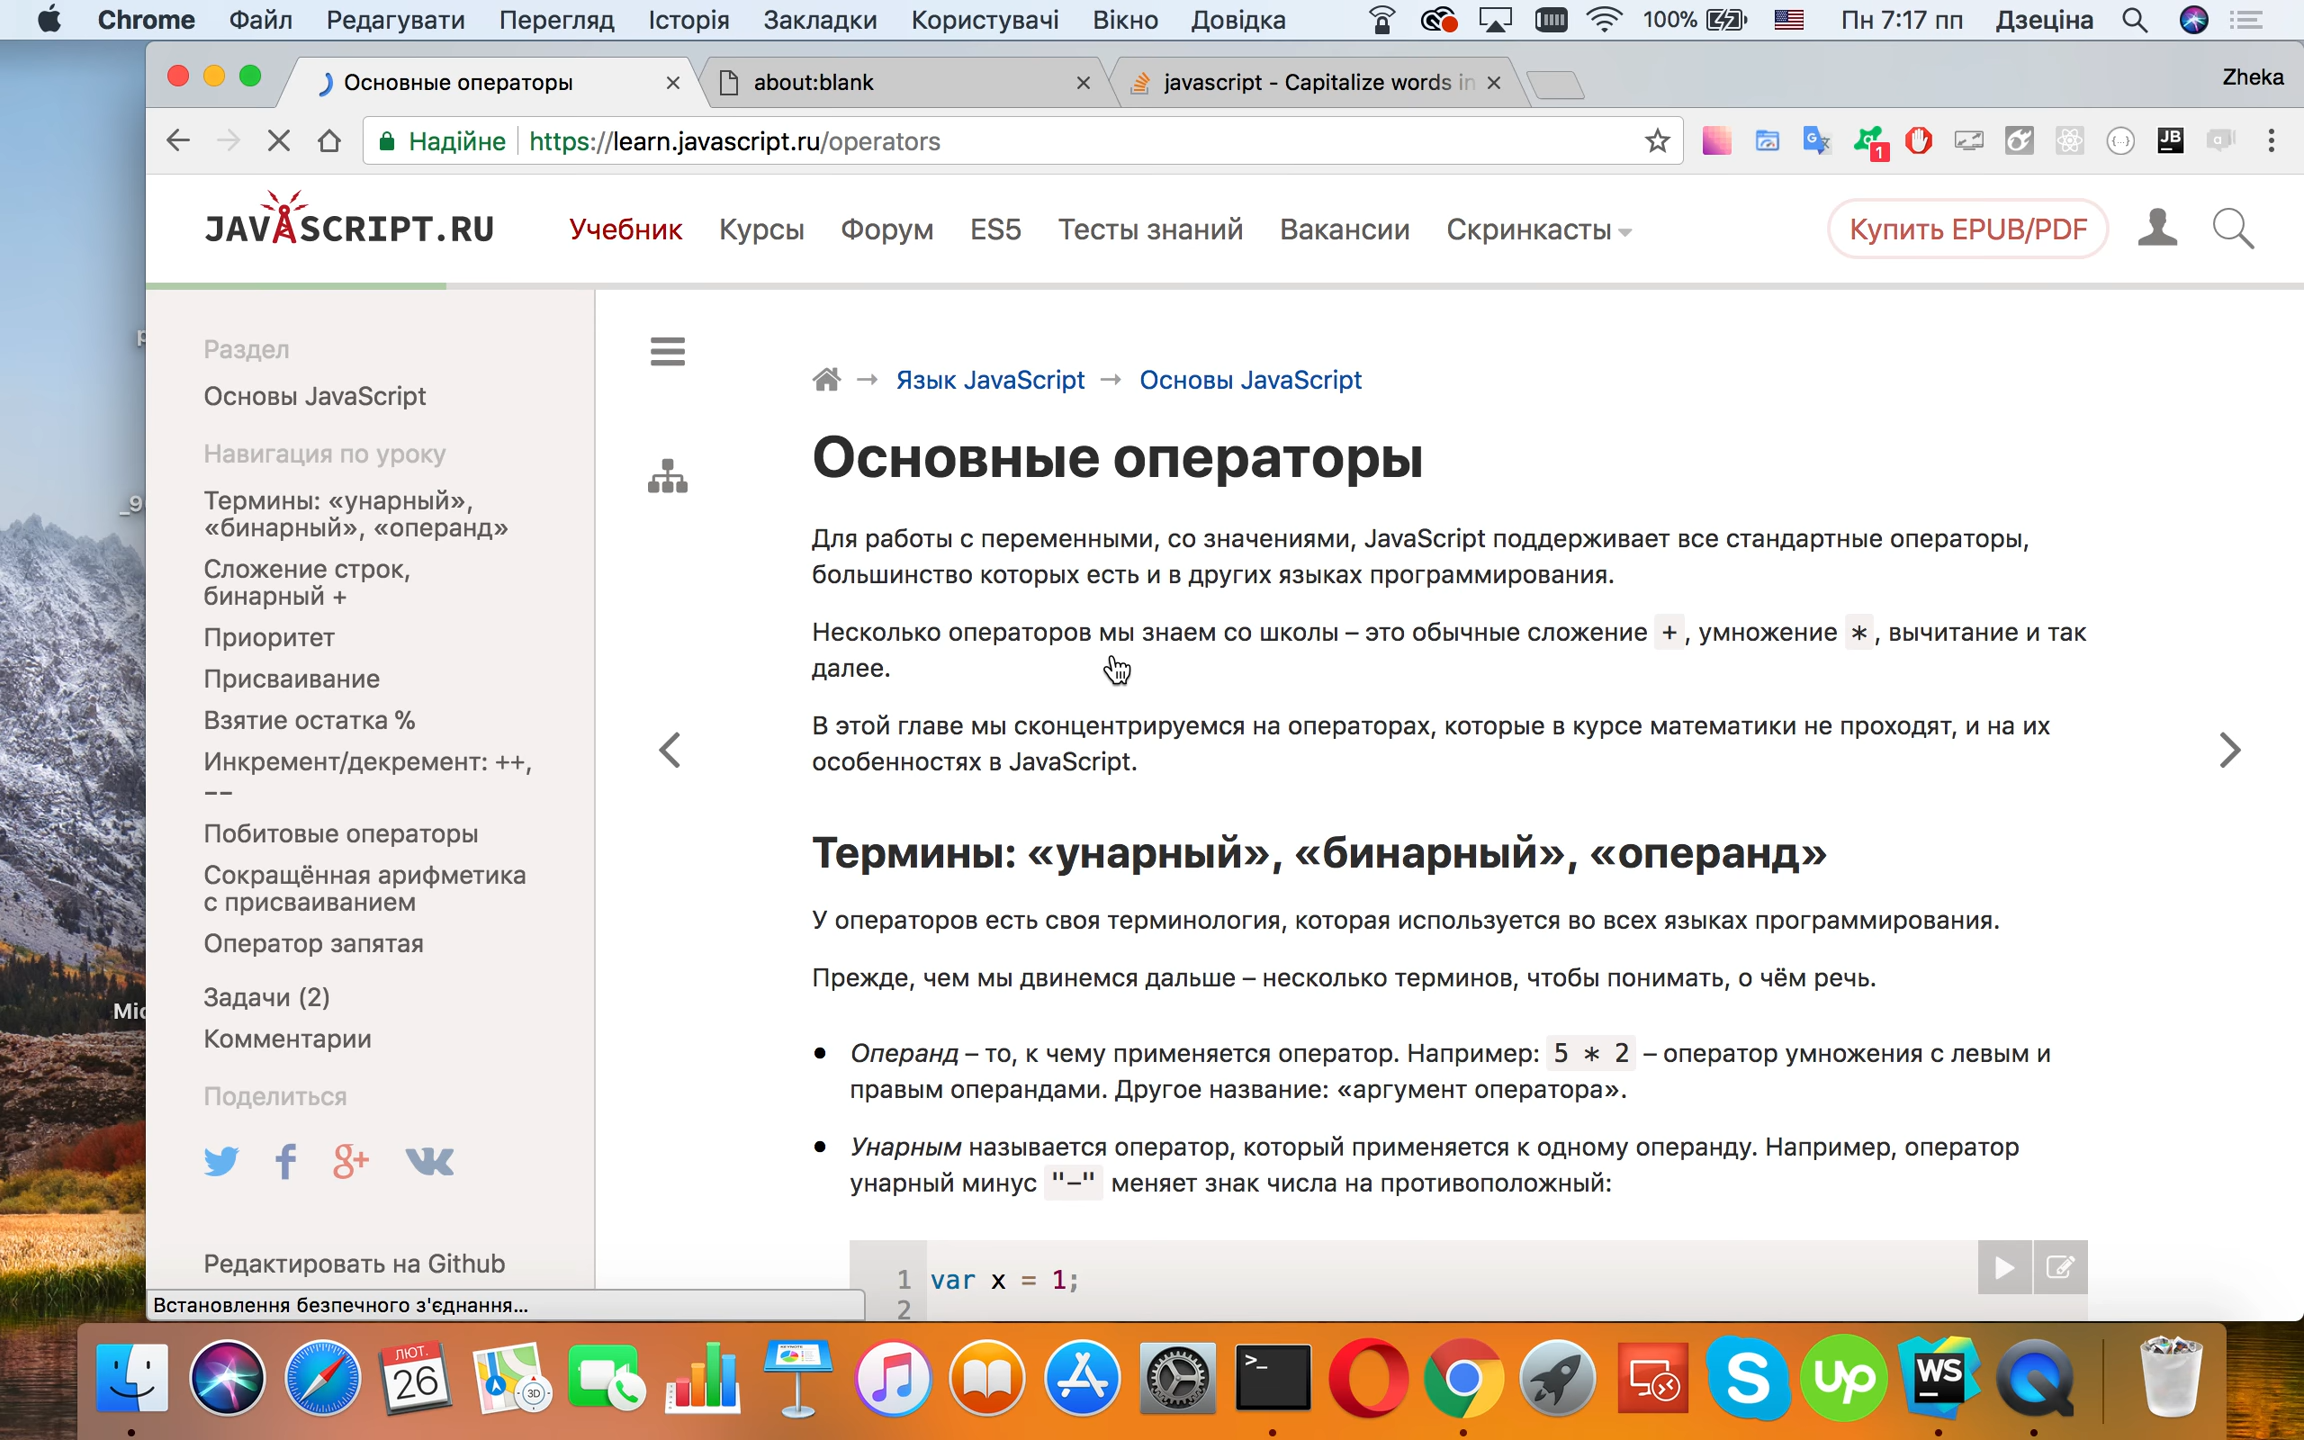 Chrome Файл Редагувати Перегляд Історія Закладки Користувачі Вікно Довідка 100% Пн 7:17 пп Дзеціна
Основные операторы about:blank javascript - Capitalize words in Zheka
Надійне https://learn.javascript.ru/operators 1 JB
JAVASCRIPT.RU Учебник Курсы Форум ES5 Тесты знаний Вакансии Скринкасты Купить EPUB/PDF
Раздел
Основы JavaScript
Навигация по уроку
Термины: «унарный»,
«бинарный», «операнд»
Сложение строк,
бинарный +
Приоритет
Присваивание
Взятие остатка %
Инкремент/декремент: ++,
--
Побитовые операторы
Сокращённая арифметика
с присваиванием
Оператор запятая
Задачи (2)
Комментарии
Поделиться
Редактировать на Github
Встановлення безпечного з'єднання...
→ Язык JavaScript → Основы JavaScript
Основные операторы
Для работы с переменными, со значениями, JavaScript поддерживает все стандартные операторы,
большинство которых есть и в других языках программирования.
Несколько операторов мы знаем со школы – это обычные сложение +, умножение *, вычитание и так
далее.
В этой главе мы сконцентрируемся на операторах, которые в курсе математики не проходят, и на их
особенностях в JavaScript.
Термины: «унарный», «бинарный», «операнд»
У операторов есть своя терминология, которая используется во всех языках программирования.
Прежде, чем мы двинемся дальше – несколько терминов, чтобы понимать, о чём речь.
• Операнд – то, к чему применяется оператор. Например: 5 * 2 – оператор умножения с левым и
правым операндами. Другое название: «аргумент оператора».
• Унарным называется оператор, который применяется к одному операнду. Например, оператор
унарный минус "–" меняет знак числа на противоположный:
1 var x = 1;
2
_9
Mic
ЛЮТ.
26
3D
>_
S
up
WS